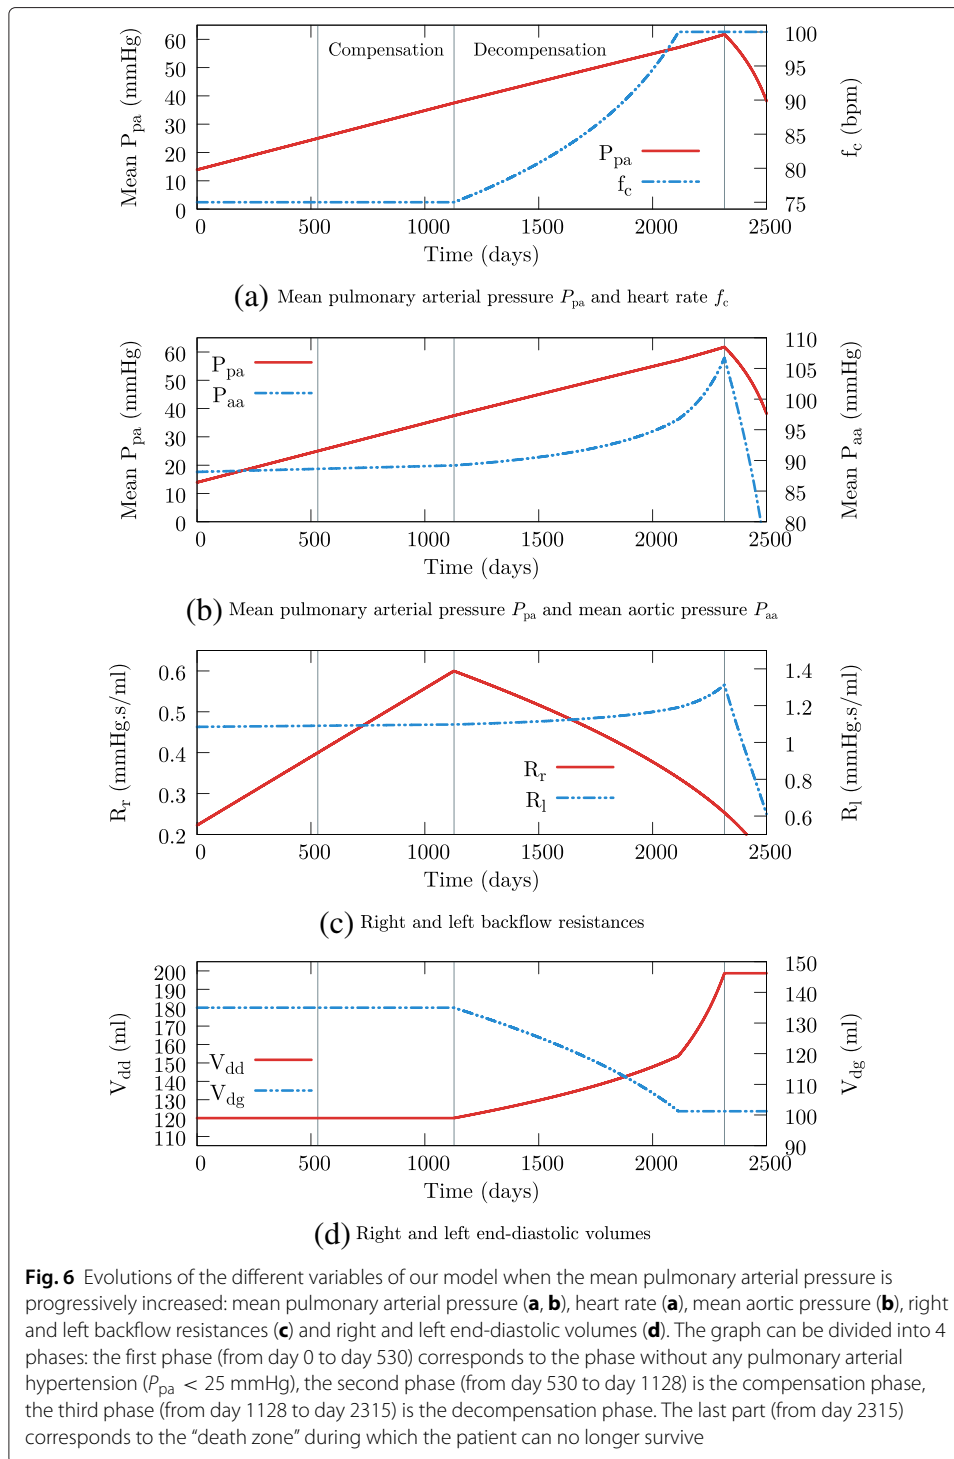 Compensation
Decompensation
Mean P_pa (mmHg)
60
50
40
30
20
10
0
100
95
90
85
80
75
f_c (bpm)
P_pa
f_c
0 500 1000 1500 2000 2500
Time (days)
(a) Mean pulmonary arterial pressure P_pa and heart rate f_c
Mean P_pa (mmHg)
60
50
40
30
20
10
0
110
105
100
95
90
85
80
Mean P_aa (mmHg)
P_pa
P_aa
0 500 1000 1500 2000 2500
Time (days)
(b) Mean pulmonary arterial pressure P_pa and mean aortic pressure P_aa
R_r (mmHg.s/ml)
0.6
0.5
0.4
0.3
0.2
1.4
1.2
1
0.8
0.6
R_l (mmHg.s/ml)
R_r
R_l
0 500 1000 1500 2000 2500
Time (days)
(c) Right and left backflow resistances
V_dd (ml)
200
190
180
170
160
150
140
130
120
110
150
140
130
120
110
100
90
V_dg (ml)
V_dd
V_dg
0 500 1000 1500 2000 2500
Time (days)
(d) Right and left end-diastolic volumes
Fig. 6 Evolutions of the different variables of our model when the mean pulmonary arterial pressure is
progressively increased: mean pulmonary arterial pressure (a, b), heart rate (a), mean aortic pressure (b), right
and left backflow resistances (c) and right and left end-diastolic volumes (d). The graph can be divided into 4
phases: the first phase (from day 0 to day 530) corresponds to the phase without any pulmonary arterial
hypertension (P_pa < 25 mmHg), the second phase (from day 530 to day 1128) is the compensation phase,
the third phase (from day 1128 to day 2315) is the decompensation phase. The last part (from day 2315)
corresponds to the “death zone” during which the patient can no longer survive